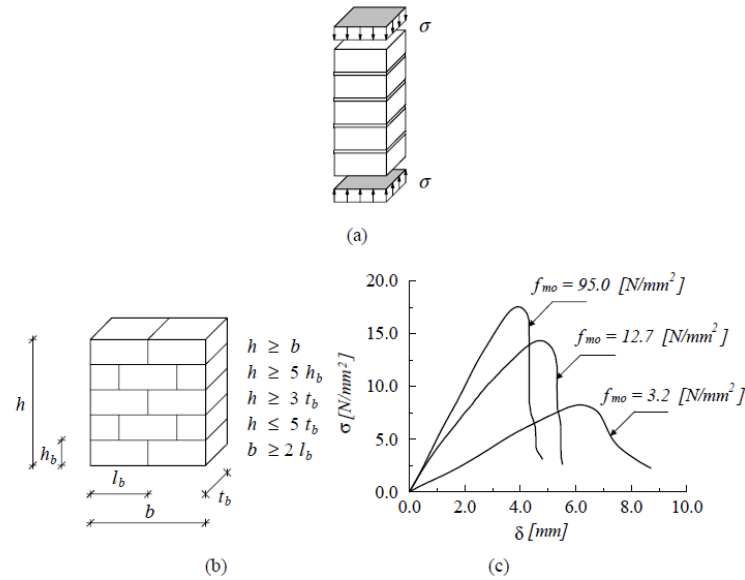 σ
σ
(a)
h
h_b
l_b
b
t_b
h ≥ b
h ≥ 5 h_b
h ≥ 3 t_b
h ≤ 5 t_b
b ≥ 2 l_b
(b)
σ [N/mm²]
20.0
15.0
10.0
5.0
0.0
0.0 2.0 4.0 6.0 8.0 10.0
δ [mm]
f_mo = 95.0 [N/mm²]
f_mo = 12.7 [N/mm²]
f_mo = 3.2 [N/mm²]
(c)